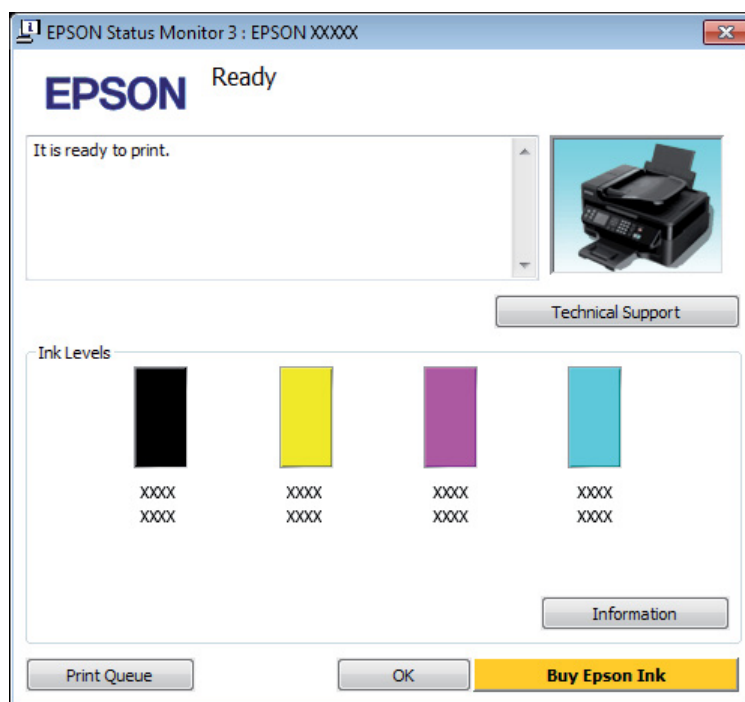 EPSON Status Monitor 3 : EPSON XXXXX
EPSON
Ready
It is ready to print.
Technical Support
Ink Levels
XXXX XXXX XXXX XXXX
XXXX XXXX XXXX XXXX
Information
Print Queue OK Buy Epson Ink